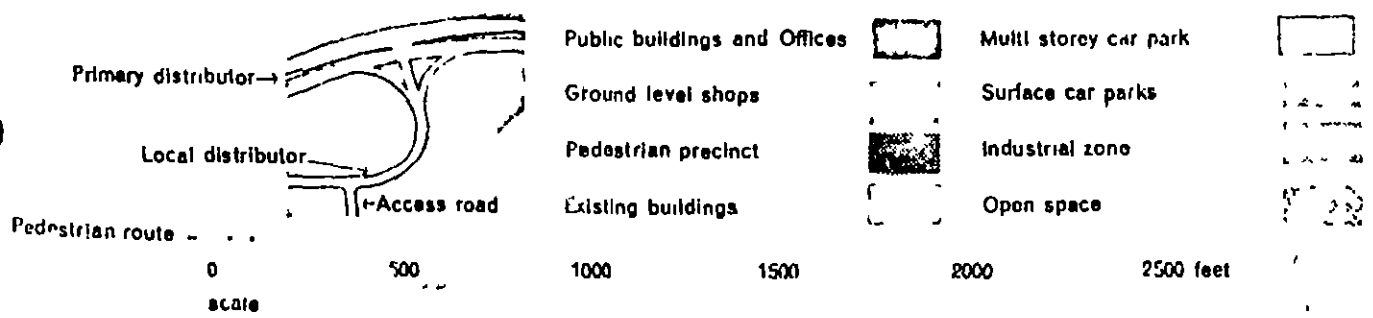 Primary distributor
Local distributor
Access road
Pedestrian route
Public buildings and Offices
Ground level shops
Pedestrian precinct
Existing buildings
Multi storey car park
Surface car parks
Industrial zone
Open space
0 500 1000 1500 2000 2500 feet
scale